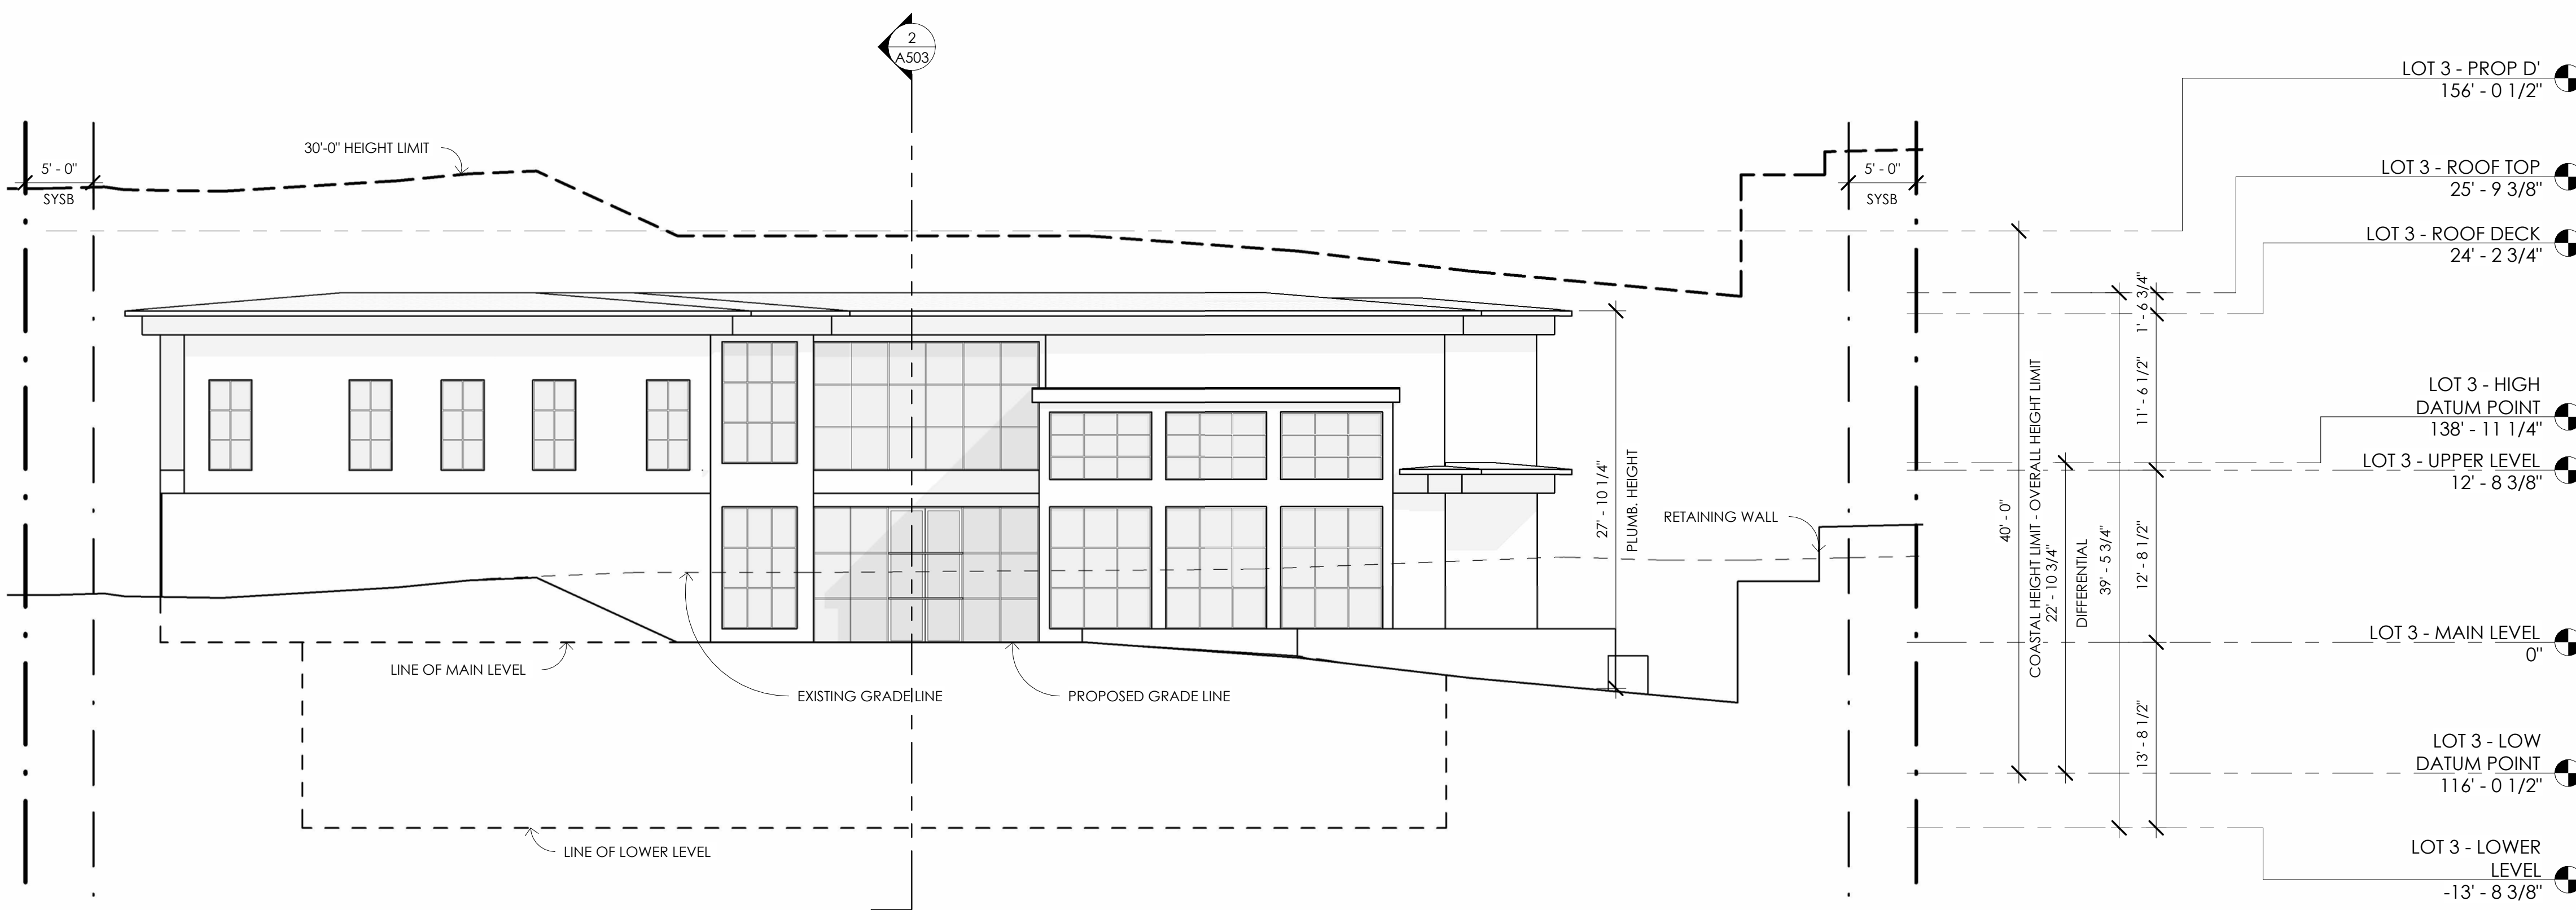 2
A503
LOT 3 - PROP D'
156' - 0 1/2"
30'-0" HEIGHT LIMIT
5' - 0"
SYSB
5' - 0"
SYSB
LOT 3 - ROOF TOP
25' - 9 3/8"
LOT 3 - ROOF DECK
24' - 2 3/4"
1' - 6 3/4"
11' - 6 1/2"
LOT 3 - HIGH
DATUM POINT
138' - 11 1/4"
LOT 3 - UPPER LEVEL
12' - 8 3/8"
27' - 10 1/4"
PLUMB. HEIGHT
RETAINING WALL
40' - 0"
COASTAL HEIGHT LIMIT - OVERALL HEIGHT LIMIT
22' - 10 3/4"
DIFFERENTIAL
39' - 5 3/4"
12' - 8 1/2"
LOT 3 - MAIN LEVEL
0"
LINE OF MAIN LEVEL
EXISTING GRADE LINE
PROPOSED GRADE LINE
13' - 8 1/2"
LOT 3 - LOW
DATUM POINT
116' - 0 1/2"
LINE OF LOWER LEVEL
LOT 3 - LOWER
LEVEL
-13' - 8 3/8"